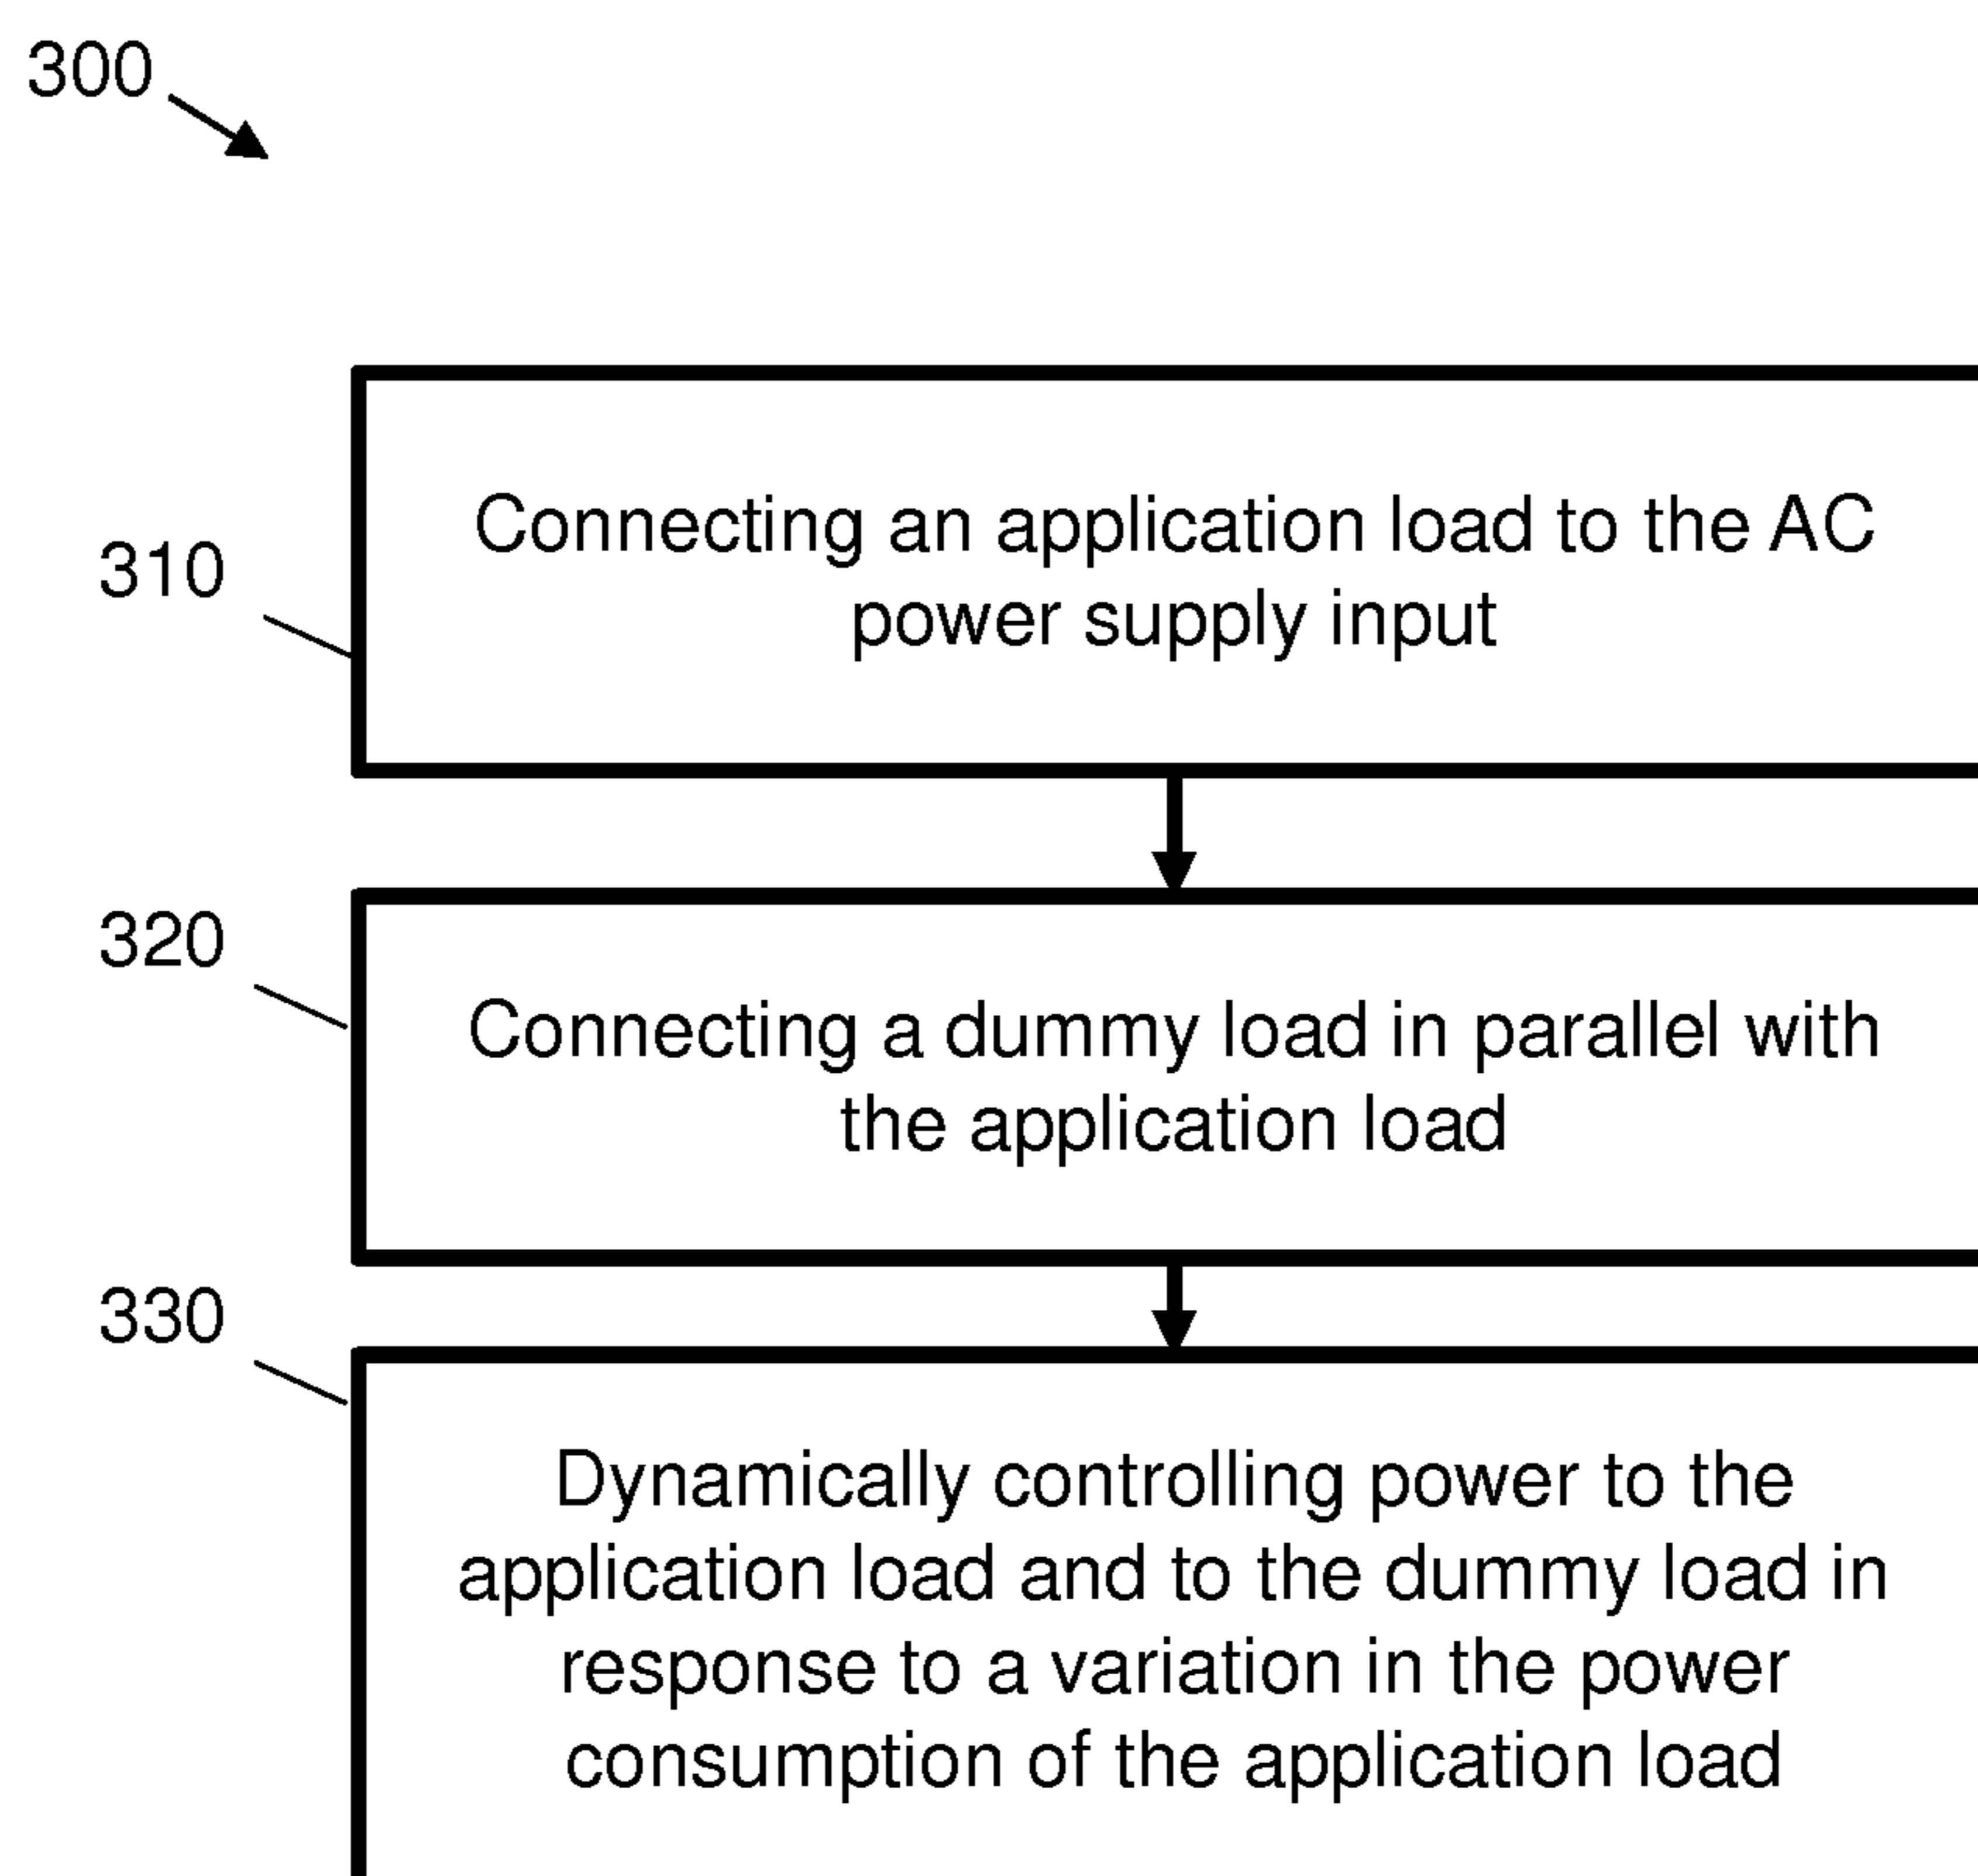 300
310
Connecting an application load to the AC
power supply input
320
Connecting a dummy load in parallel with
the application load
330
Dynamically controlling power to the
application load and to the dummy load in
response to a variation in the power
consumption of the application load